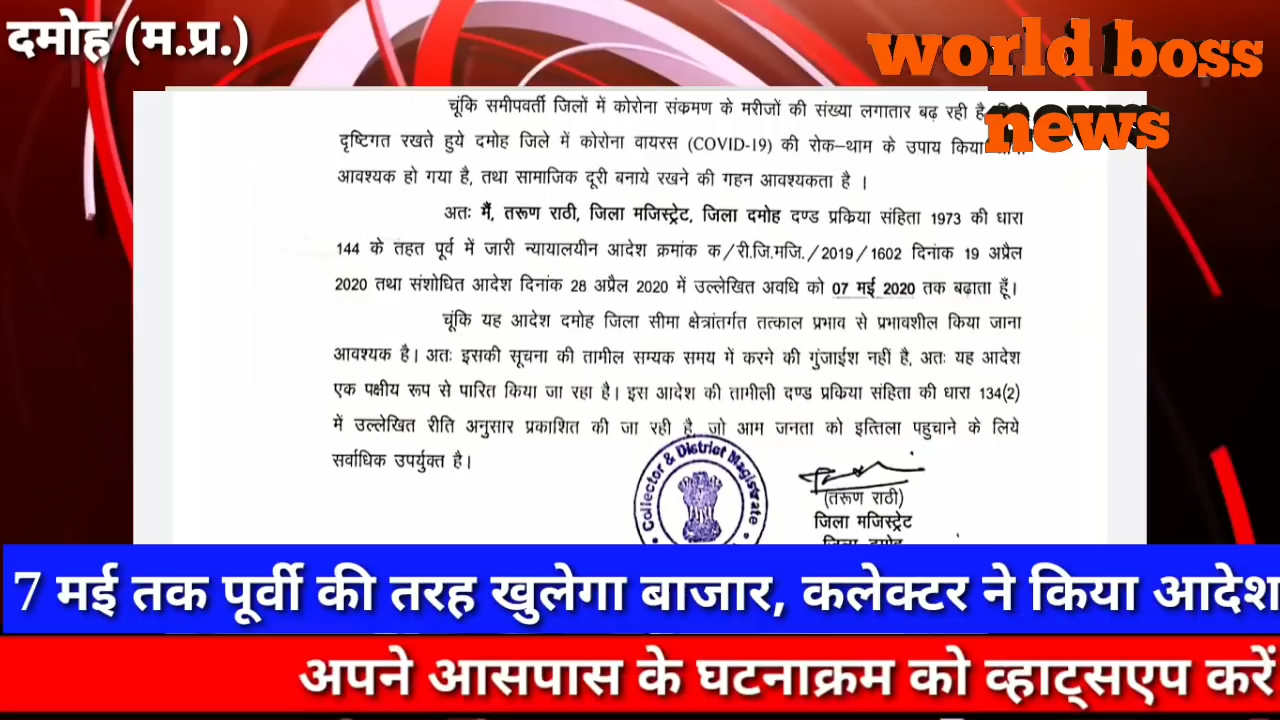 दमोह (म.प्र.)
world boss
news
चूंकि समीपवर्ती जिलों में कोरोना संक्रमण के मरीजों की संख्या लगातार बढ़ रही है
दृष्टिगत रखते हुये दमोह जिले में कोरोना वायरस (COVID-19) की रोक–थाम के उपाय किया
आवश्यक हो गया है, तथा सामाजिक दूरी बनाये रखने की गहन आवश्यकता है ।
अतः मैं, तरूण राठी, जिला मजिस्ट्रेट, जिला दमोह दण्ड प्रकिया संहिता 1973 की धारा
144 के तहत पूर्व में जारी न्यायालयीन आदेश क्रमांक क/री.जि.मजि./2019/1602 दिनांक 19 अप्रैल
2020 तथा संशोधित आदेश दिनांक 28 अप्रैल 2020 में उल्लेखित अवधि को 07 मई 2020 तक बढ़ाता हूँ।
चूंकि यह आदेश दमोह जिला सीमा क्षेत्रांतर्गत तत्काल प्रभाव से प्रभावशील किया जाना
आवश्यक है। अतः इसकी सूचना की तामील सम्यक समय में करने की गुंजाईश नहीं है, अतः यह आदेश
एक पक्षीय रूप से पारित किया जा रहा है। इस आदेश की तामीली दण्ड प्रकिया संहिता की धारा 134(2)
में उल्लेखित रीति अनुसार प्रकाशित की जा रही है, जो आम जनता को इत्तिला पहुचाने के लिये
सर्वाधिक उपर्युक्त है।
Collector & District Magistrate
(तरूण राठी)
जिला मजिस्ट्रेट
जिला दमोह
7 मई तक पूर्वी की तरह खुलेगा बाजार, कलेक्टर ने किया आदेश
अपने आसपास के घटनाक्रम को व्हाट्सएप करें